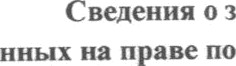 Сведения о з
нных на праве по